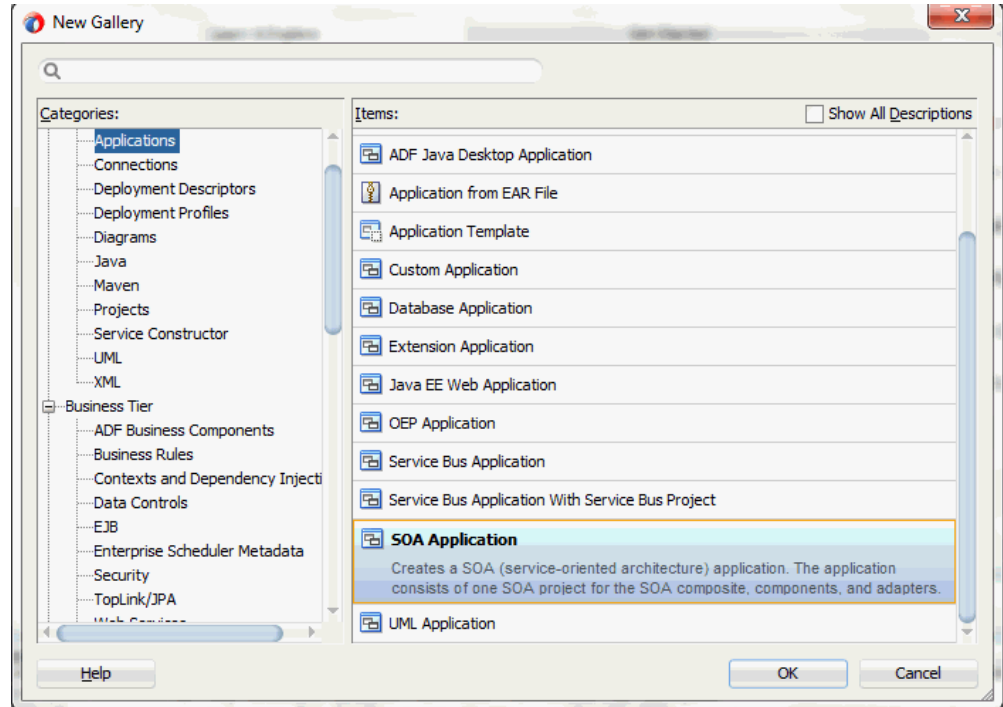 New Gallery
Categories:
Applications
Connections
Deployment Descriptors
Deployment Profiles
Diagrams
Java
Maven
Projects
Service Constructor
UML
XML
Business Tier
ADF Business Components
Business Rules
Contexts and Dependency Injecti
Data Controls
EJB
Enterprise Scheduler Metadata
Security
TopLink/JPA
Items:
Show All Descriptions
ADF Java Desktop Application
Application from EAR File
Application Template
Custom Application
Database Application
Extension Application
Java EE Web Application
OEP Application
Service Bus Application
Service Bus Application With Service Bus Project
SOA Application
Creates a SOA (service-oriented architecture) application. The application
consists of one SOA project for the SOA composite, components, and adapters.
UML Application
Help
OK
Cancel